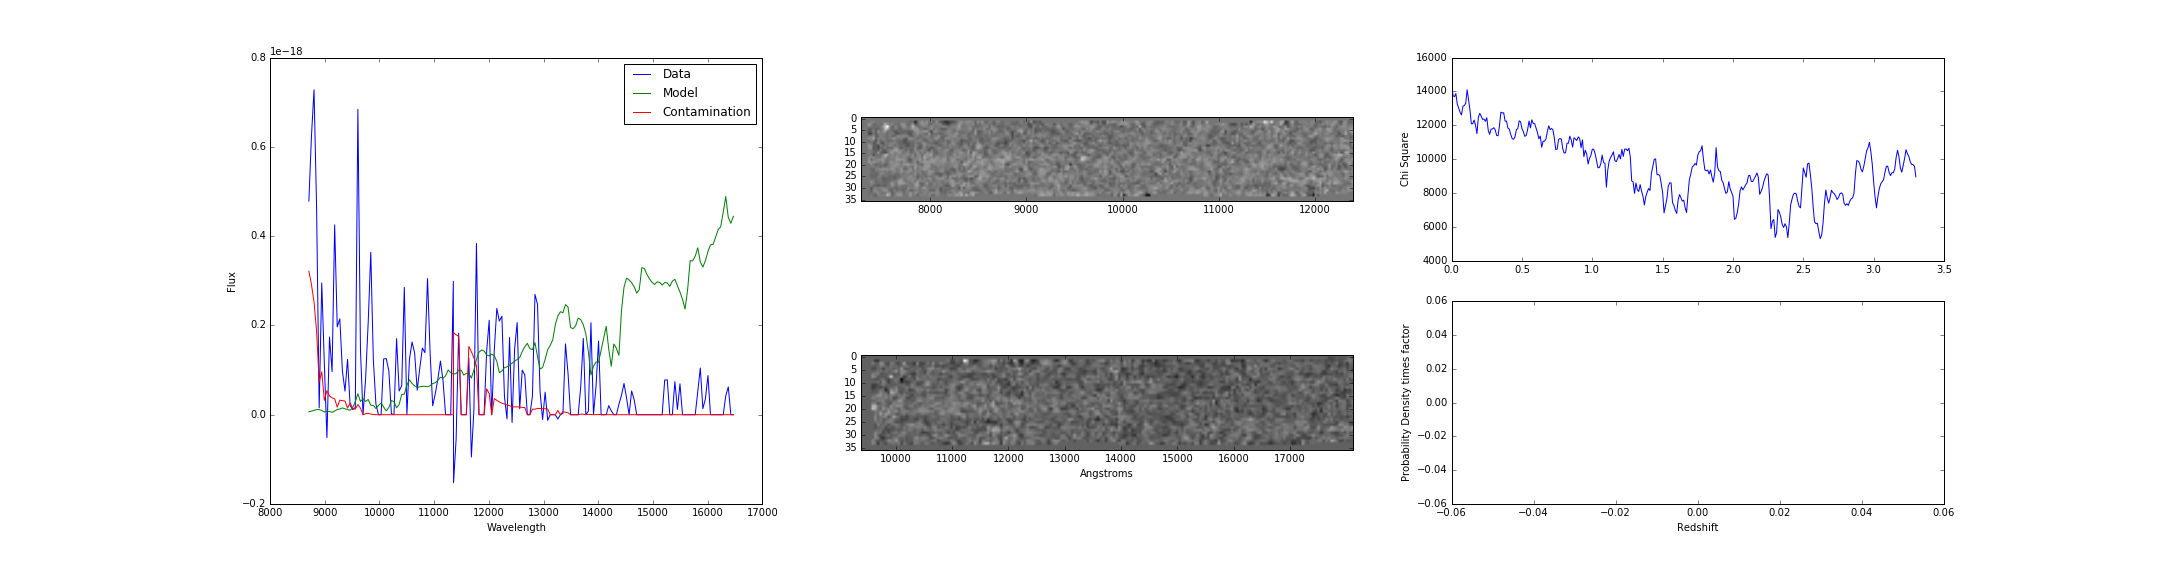 1e−18
0.8
0.6
0.4
0.2
0.0
−0.2
Flux
8000 9000 10000 11000 12000 13000 14000 15000 16000 17000
Wavelength
Data
Model
Contamination
0
5
10
15
20
25
30
35
8000 9000 10000 11000 12000
0
5
10
15
20
25
30
35
10000 11000 12000 13000 14000 15000 16000 17000
Angstroms
16000
14000
12000
10000
8000
6000
4000
Chi Square
0.0 0.5 1.0 1.5 2.0 2.5 3.0 3.5
0.06
0.04
0.02
0.00
−0.02
−0.04
−0.06
Probability Density times factor
−0.06 −0.04 −0.02 0.00 0.02 0.04 0.06
Redshift